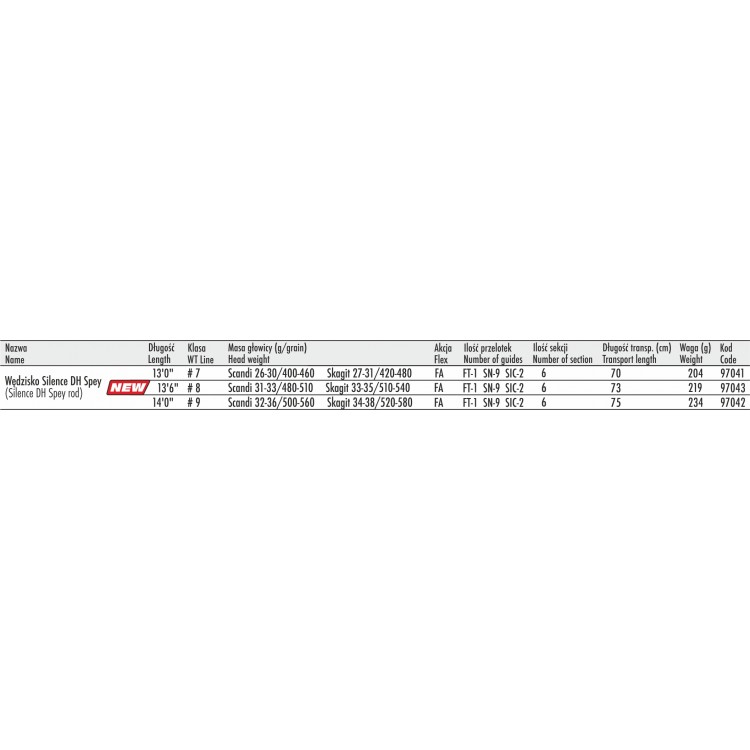 Nazwa Długość Klasa Masa głowicy (g/grain) Akcja Ilość przelotek Ilość sekcji Długość transp. (cm) Waga (g) Kod
Name Length WT Line Head weight Flex Number of guides Number of section Transport length Weight Code
13'0" # 7 Scandi 26-30/400-460 Skagit 27-31/420-480 FA FT-1 SN-9 SIC-2 6 70 204 97041
Wędzisko Silence DH Spey
(Silence DH Spey rod)
NEW 13'6" # 8 Scandi 31-33/480-510 Skagit 33-35/510-540 FA FT-1 SN-9 SIC-2 6 73 219 97043
14'0" # 9 Scandi 32-36/500-560 Skagit 34-38/520-580 FA FT-1 SN-9 SIC-2 6 75 234 97042